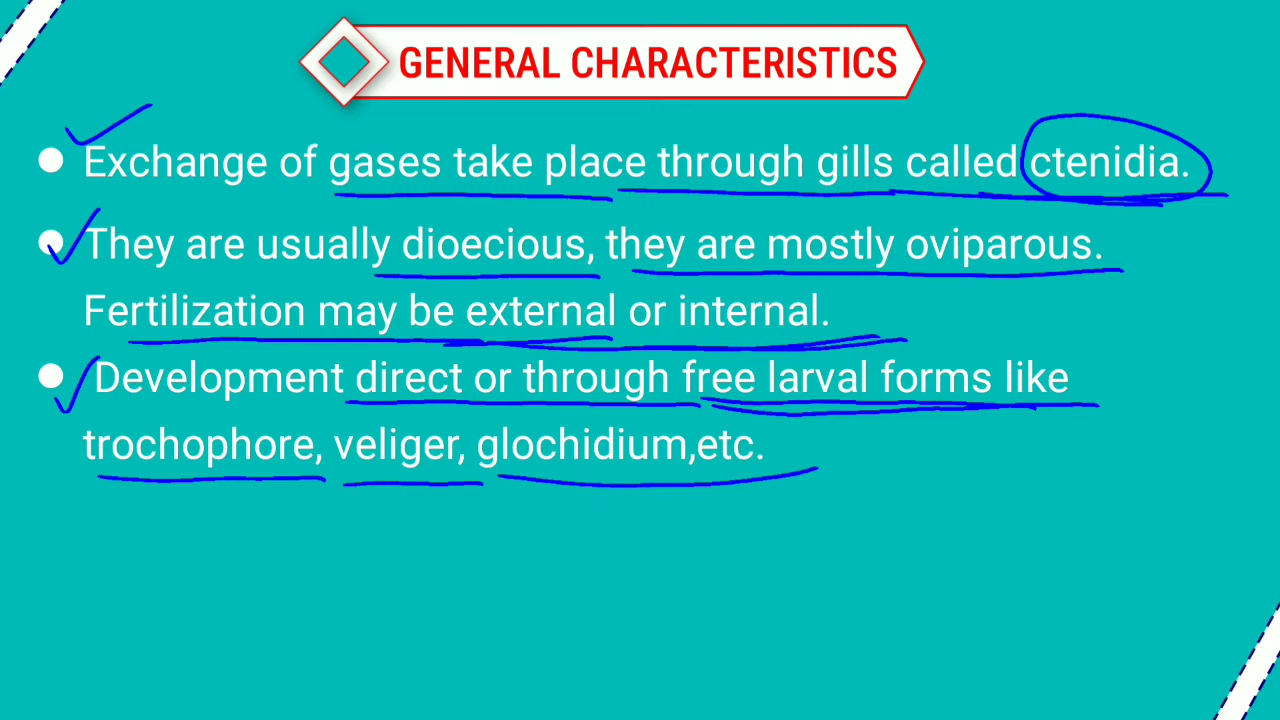 GENERAL CHARACTERISTICS
Exchange of gases take place through gills called ctenidia.
They are usually dioecious, they are mostly oviparous.
Fertilization may be external or internal.
Development direct or through free larval forms like
trochophore, veliger, glochidium,etc.